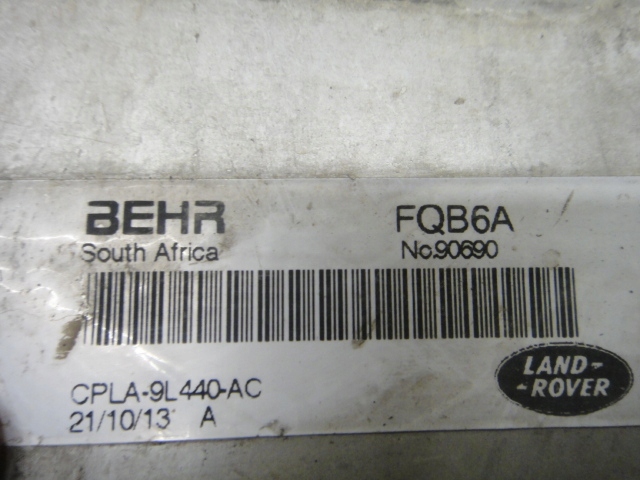 BEHR
FQB6A
South Africa
No.90690
CPLA-9L440-AC
21/10/13 A
LAND-
-ROVER